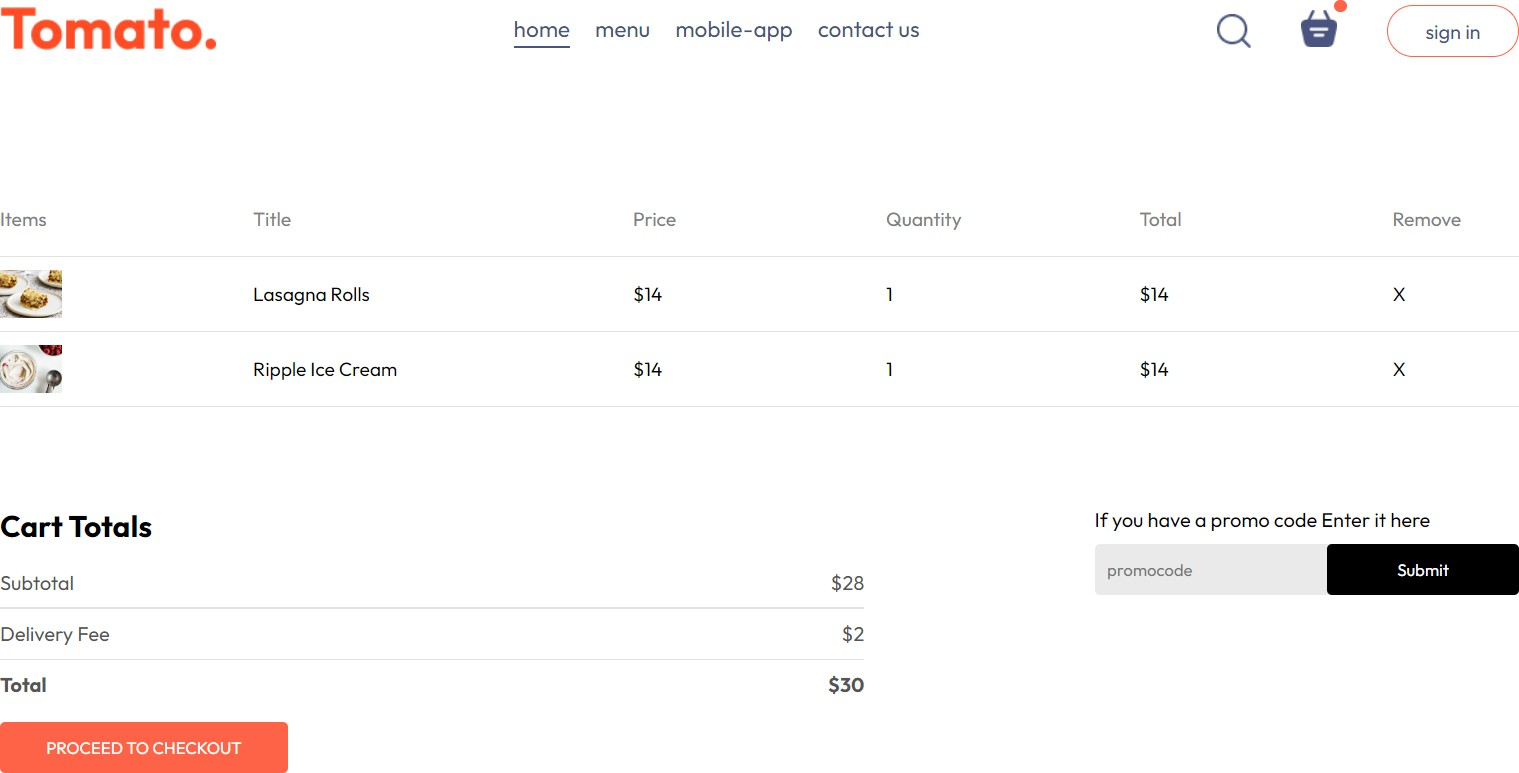 Tomato. home menu mobile-app contact us sign in
Items Title Price Quantity Total Remove
Lasagna Rolls $14 1 $14 X
Ripple Ice Cream $14 1 $14 X
Cart Totals
Subtotal $28
Delivery Fee $2
Total $30
PROCEED TO CHECKOUT
If you have a promo code Enter it here
promocode Submit